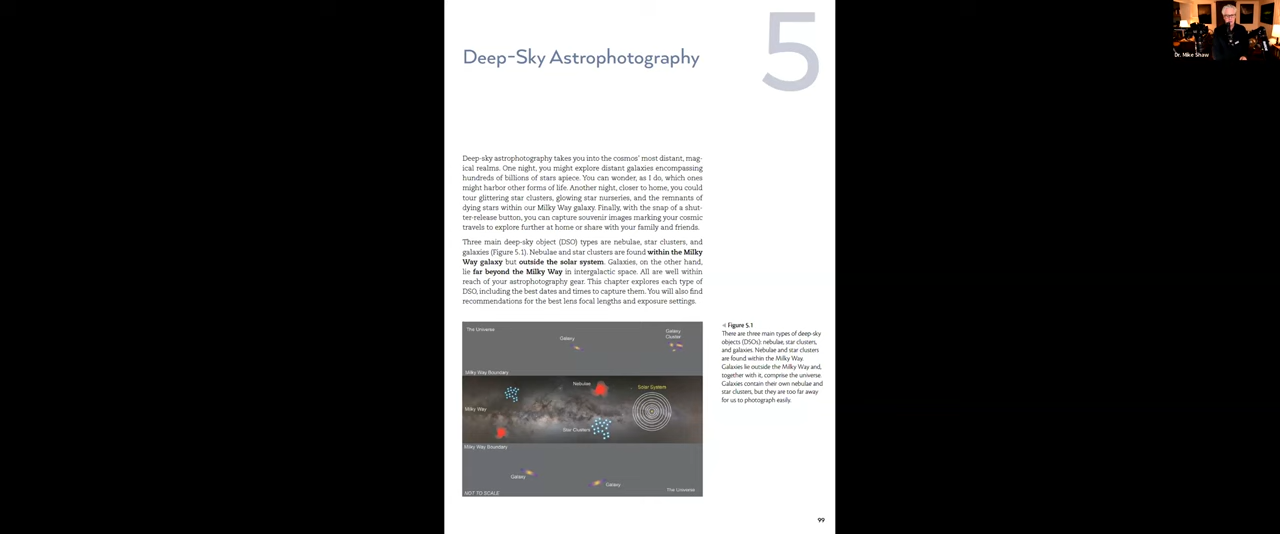 5
Deep-Sky Astrophotography
Deep-sky astrophotography takes you into the cosmos' most distant, mag-
ical realms. One night, you might explore distant galaxies encompassing
hundreds of billions of stars apiece. You can wonder, as I do, which ones
might harbor other forms of life. Another night, closer to home, you could
tour glittering star clusters, glowing star nurseries, and the remnants of
dying stars within our Milky Way galaxy. Finally, with the snap of a shut-
ter-release button, you can capture souvenir images marking your cosmic
travels to explore further at home or share with your family and friends.
Three main deep-sky object (DSO) types are nebulae, star clusters, and
galaxies (Figure 5.1). Nebulae and star clusters are found within the Milky
Way galaxy but outside the solar system. Galaxies, on the other hand,
lie far beyond the Milky Way in intergalactic space. All are well within
reach of your astrophotography gear. This chapter explores each type of
DSO, including the best dates and times to capture them. You will also find
recommendations for the best lens focal lengths and exposure settings.
The Universe
Galaxy
Galaxy
Cluster
Milky Way Boundary
Nebulae
Solar System
Milky Way
Star Clusters
Milky Way Boundary
Galaxy
Galaxy
NOT TO SCALE
The Universe
Figure 5.1
There are three main types of deep-sky
objects (DSOs): nebulae, star clusters,
and galaxies. Nebulae and star clusters
are found within the Milky Way.
Galaxies lie outside the Milky Way and,
together with it, comprise the universe.
Galaxies contain their own nebulae and
star clusters, but they are too far away
for us to photograph easily.
99
Dr. Mike Shaw